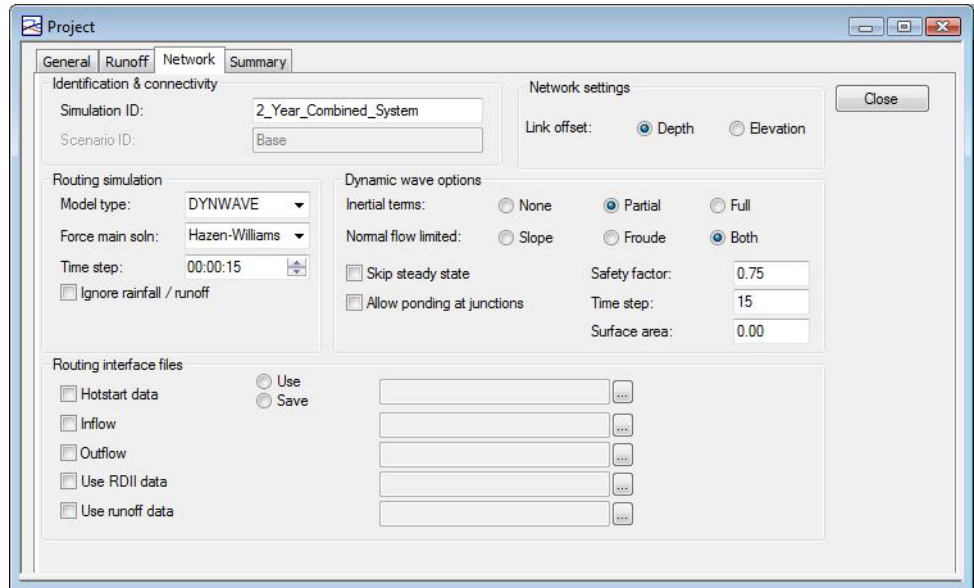 Project
General Runoff Network Summary
Identification & connectivity
Simulation ID: 2_Year_Combined_System
Scenario ID: Base
Network settings
Link offset: Depth Elevation
Close
Routing simulation
Model type: DYNWAVE
Force main soln: Hazen-Williams
Time step: 00:00:15
Ignore rainfall / runoff
Dynamic wave options
Inertial terms: None Partial Full
Normal flow limited: Slope Froude Both
Skip steady state
Allow ponding at junctions
Safety factor: 0.75
Time step: 15
Surface area: 0.00
Routing interface files
Hotstart data
Use
Save
...
Inflow ...
Outflow ...
Use RDII data ...
Use runoff data ...